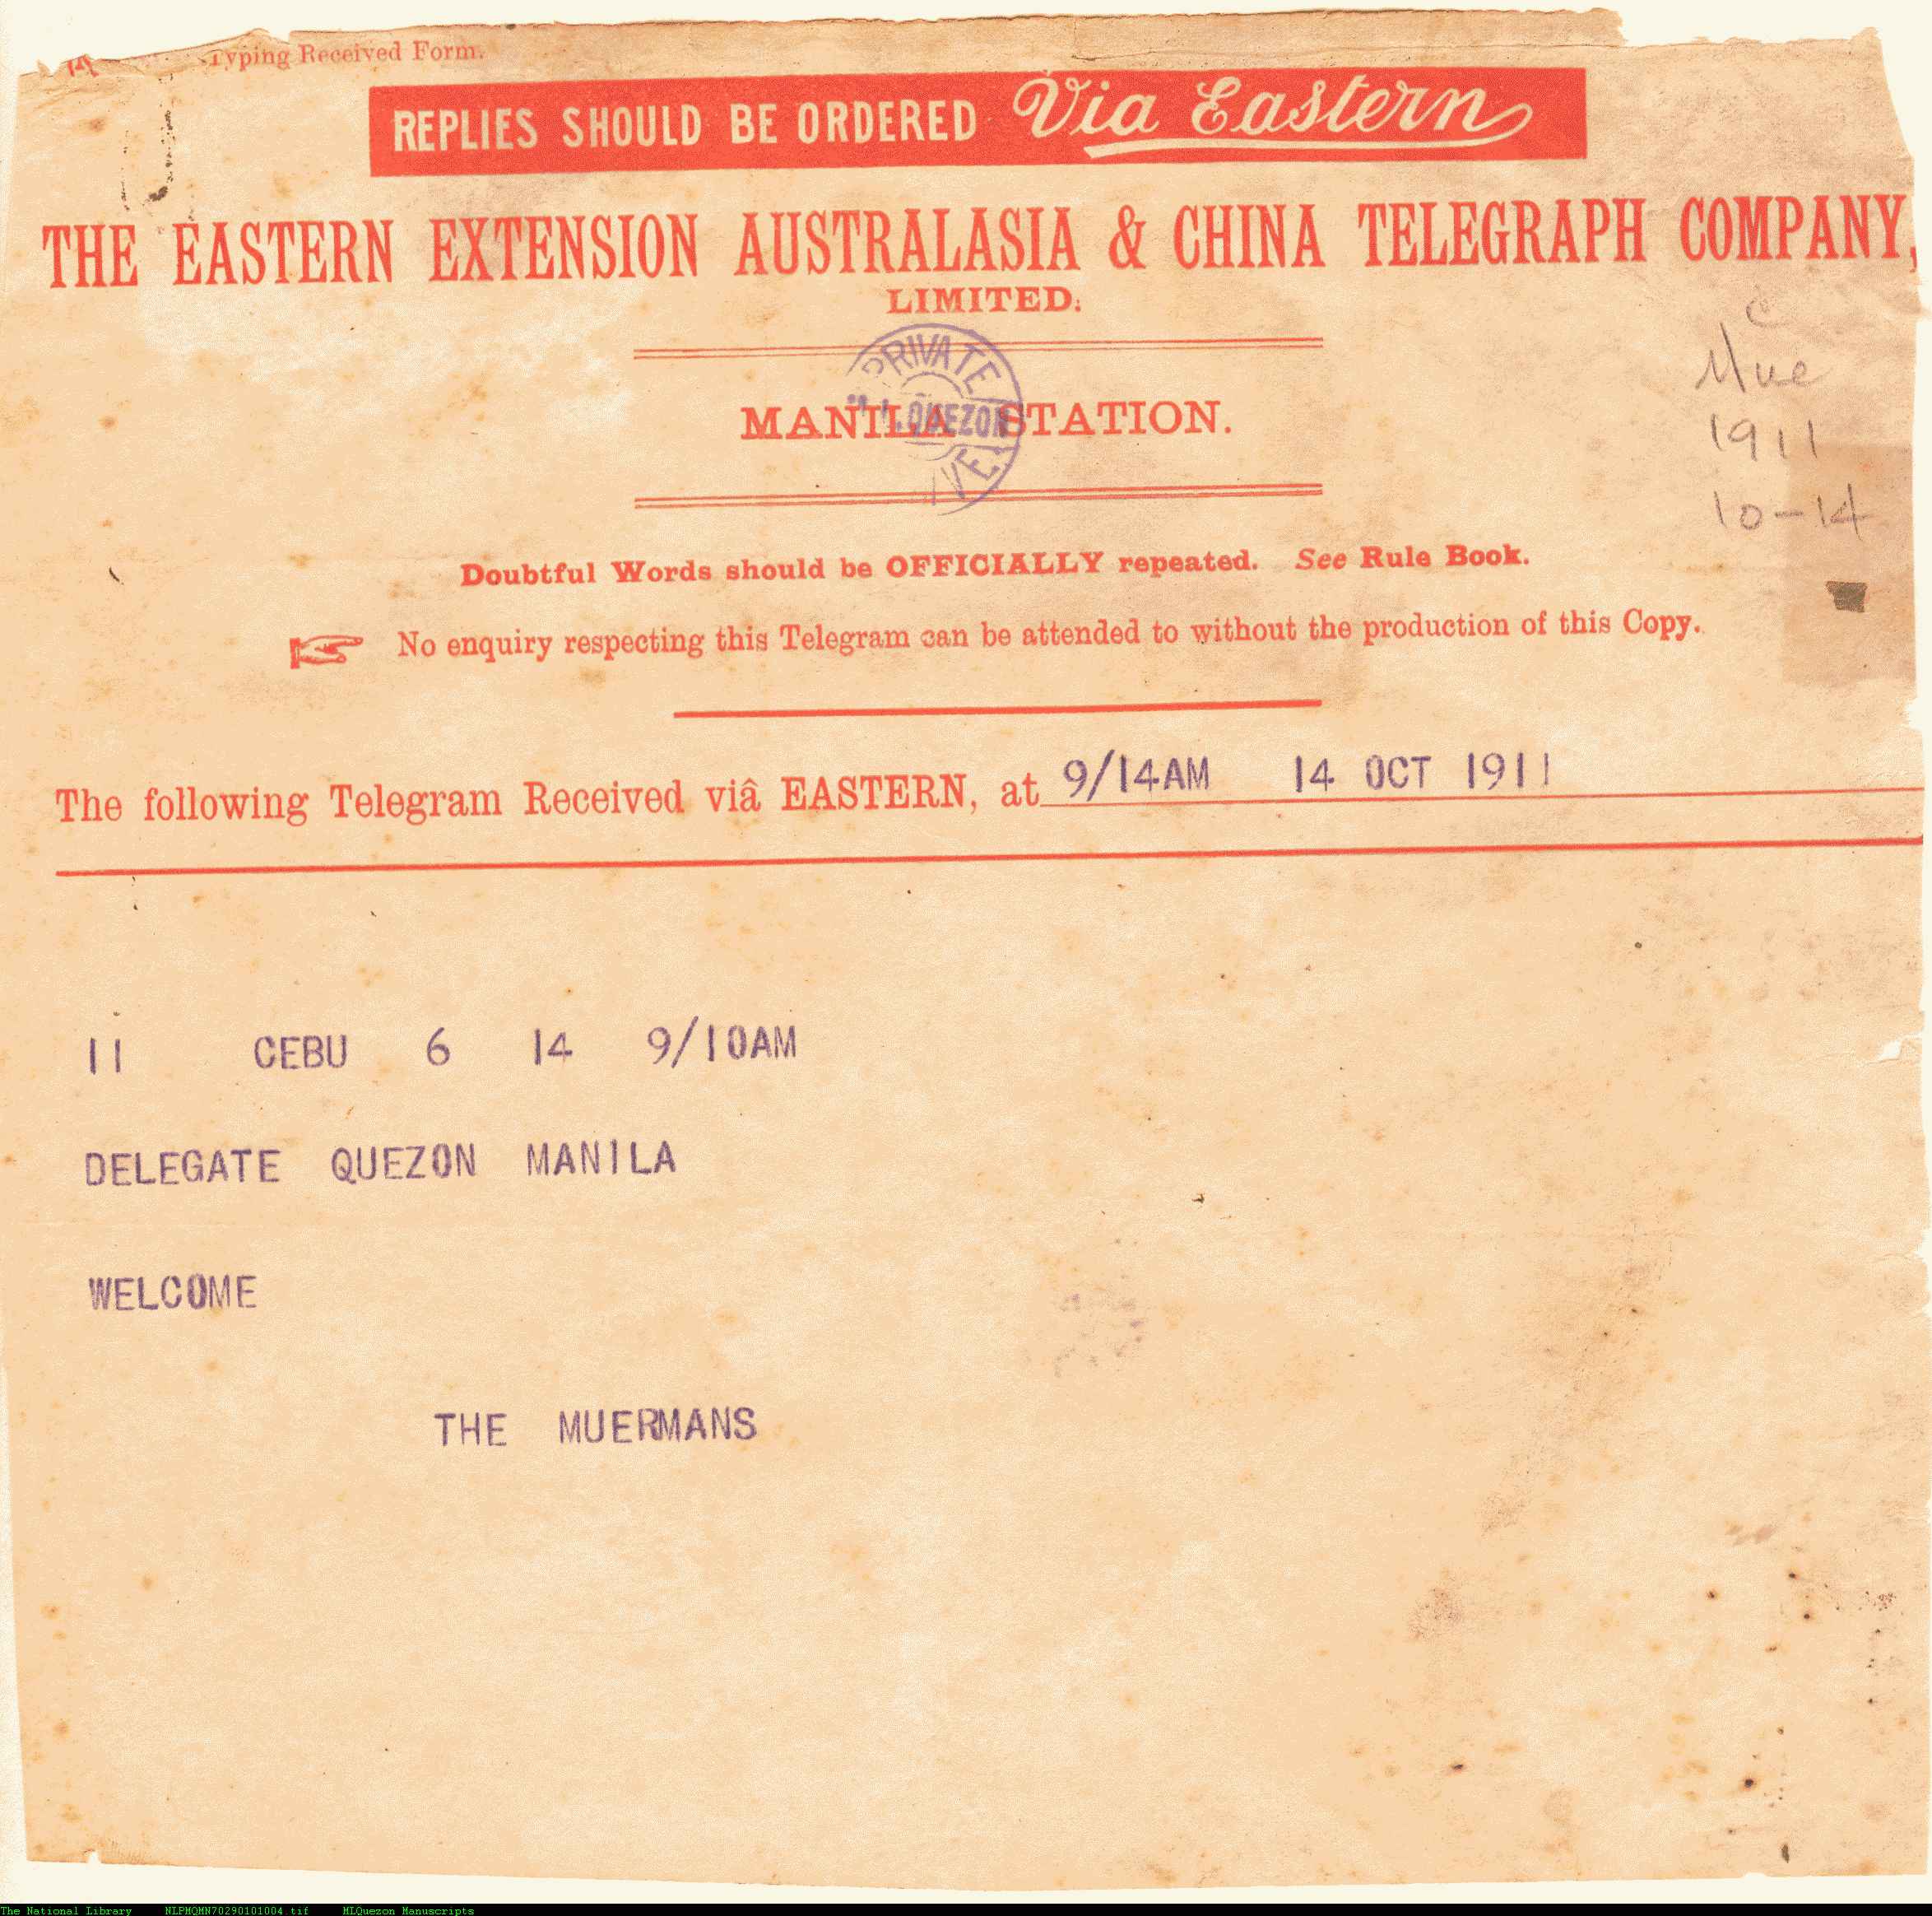 Typing Received Form.
REPLIES SHOULD BE ORDERED Via Eastern
THE EASTERN EXTENSION AUSTRALASIA & CHINA TELEGRAPH COMPANY,
LIMITED.
PRIVATE
QUEZON
MANILA STATION.
C
Mue
1911
10-14
Doubtful Words should be OFFICIALLY repeated. See Rule Book.
No enquiry respecting this Telegram can be attended to without the production of this Copy.
The following Telegram Received viâ EASTERN, at 9/14AM 14 OCT 1911
11 CEBU 6 14 9/10AM
DELEGATE QUEZON MANILA
WELCOME
THE MUERMANS
The National Library NLPMQMN70290101004.tif MLQuezon Manuscripts